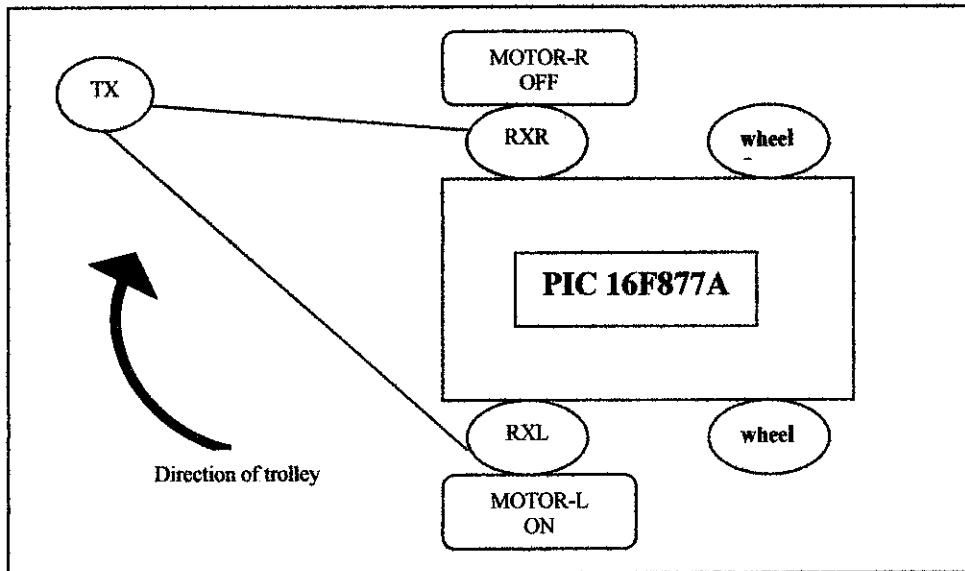 MOTOR-R
OFF
TX
RXR
wheel
PIC 16F877A
RXL
wheel
Direction of trolley
MOTOR-L
ON